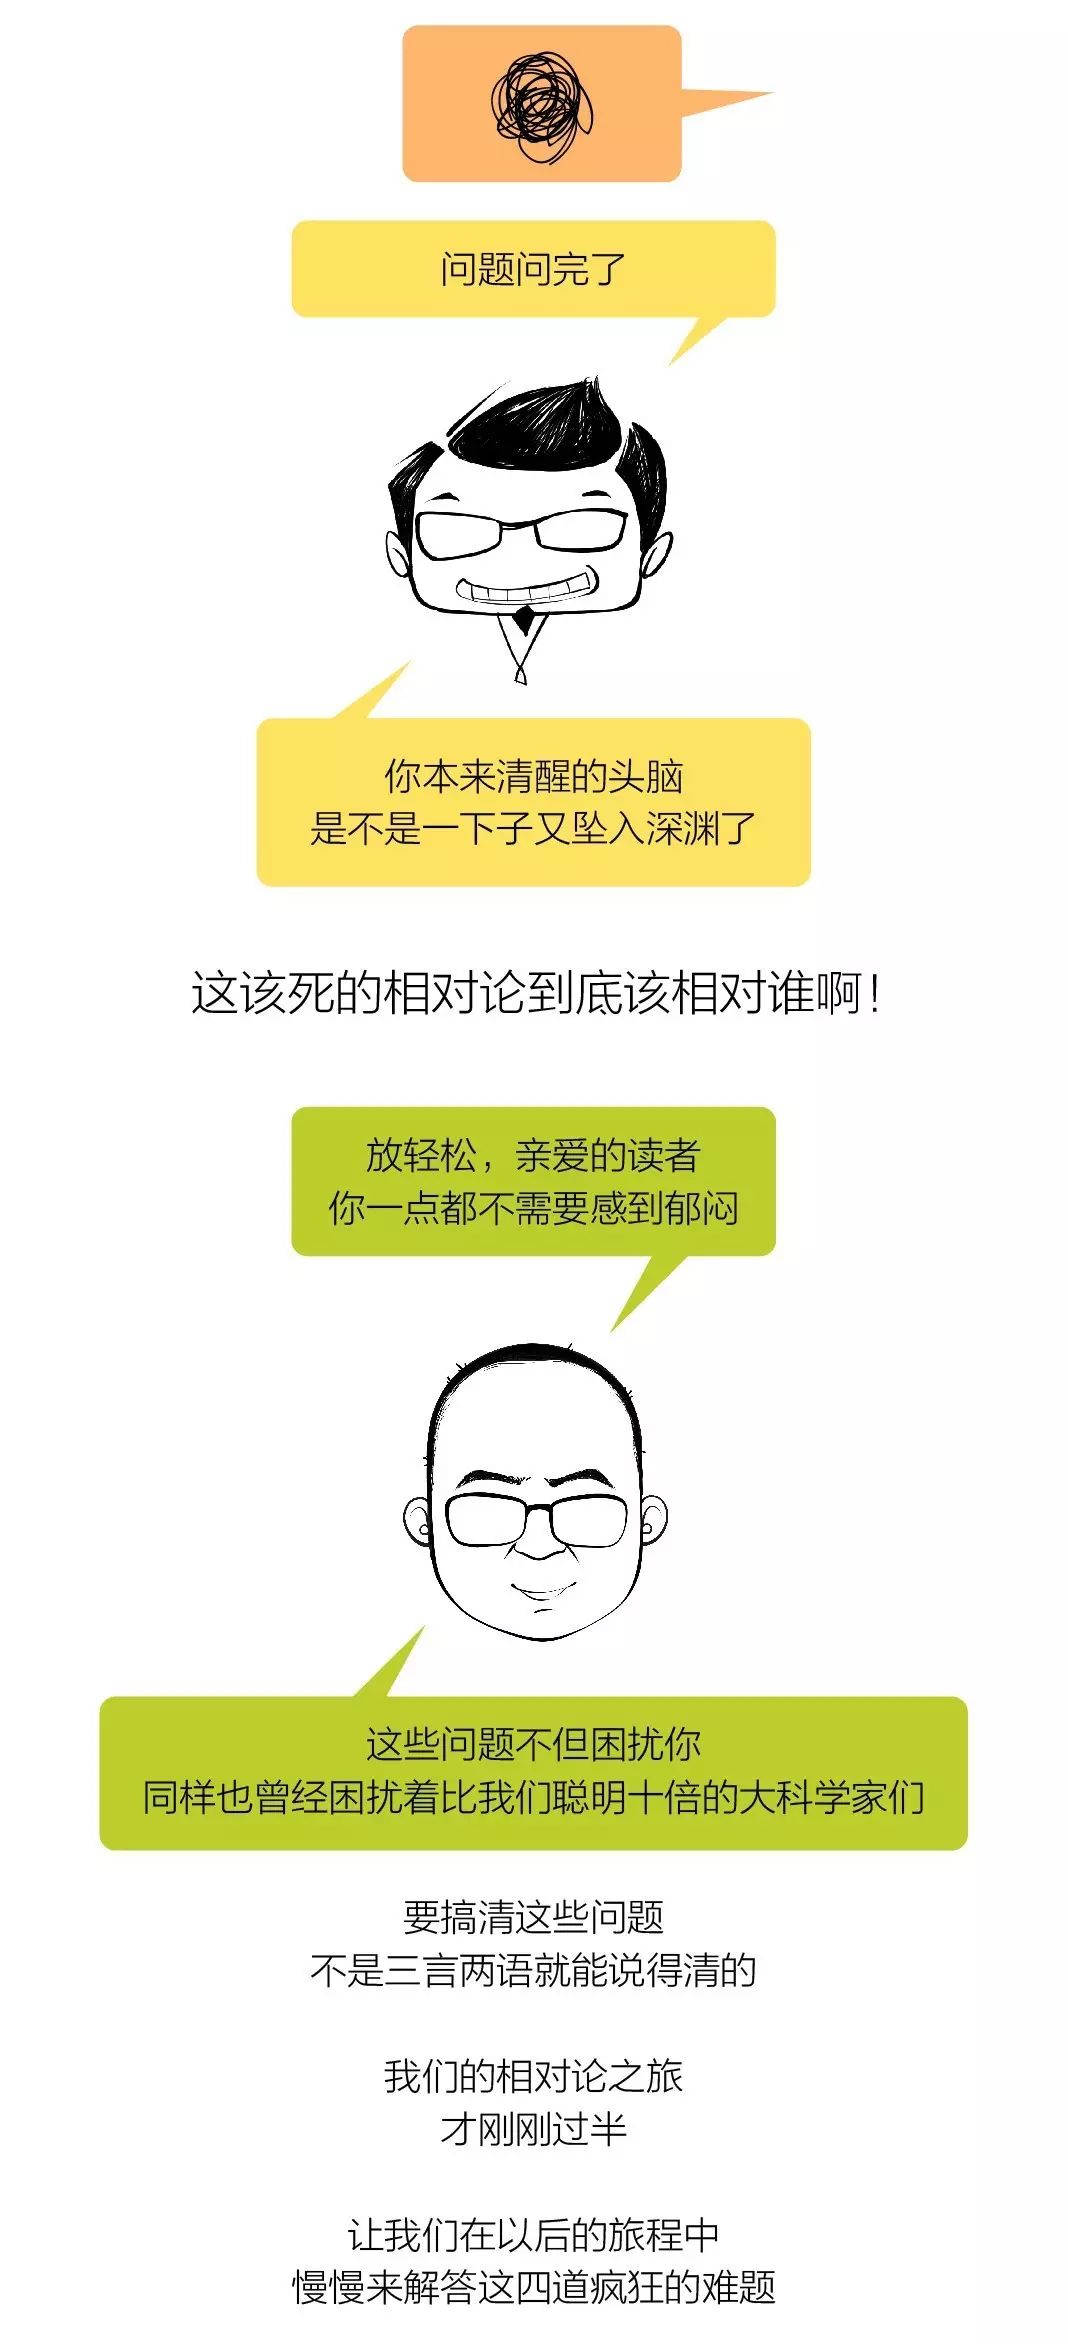 问题问完了
你本来清醒的头脑
是不是一下子又坠入深渊了
这该死的相对论到底该相对谁啊！
放轻松，亲爱的读者
你一点都不需要感到郁闷
这些问题不但困扰你
同样也曾经困扰着比我们聪明十倍的大科学家们
要搞清这些问题
不是三言两语就能说得清的
我们的相对论之旅
才刚刚过半
让我们在以后的旅程中
慢慢来解答这四道疯狂的难题